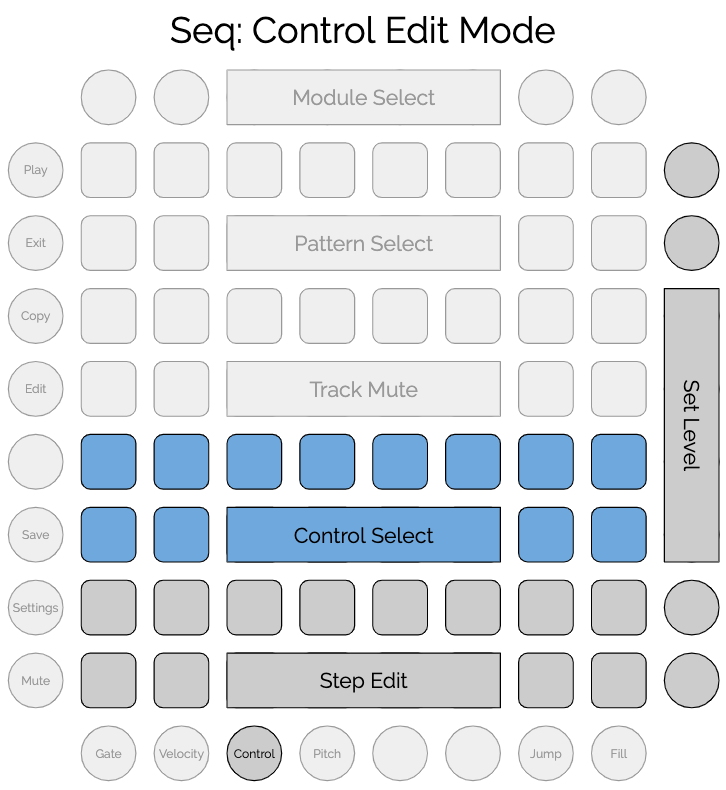 Seq: Control Edit Mode
Module Select
Play
Exit
Pattern Select
Copy
Edit
Track Mute
Set Level
Save
Control Select
Settings
Mute
Step Edit
Gate
Velocity
Control
Pitch
Jump
Fill